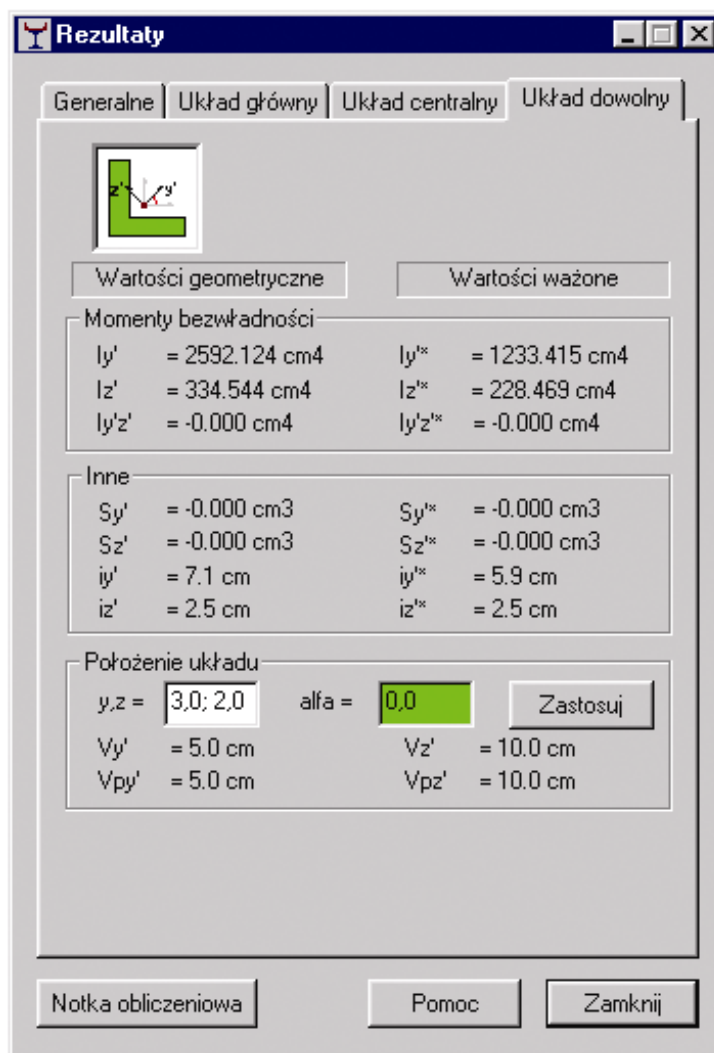 Rezultaty
Generalne Układ główny Układ centralny Układ dowolny
z' y'
Wartości geometryczne Wartości ważone
Momenty bezwładności
Iy' = 2592.124 cm4 Iy'* = 1233.415 cm4
Iz' = 334.544 cm4 Iz'* = 228.469 cm4
Iy'z' = -0.000 cm4 Iy'z'* = -0.000 cm4
Inne
Sy' = -0.000 cm3 Sy'* = -0.000 cm3
Sz' = -0.000 cm3 Sz'* = -0.000 cm3
iy' = 7.1 cm iy'* = 5.9 cm
iz' = 2.5 cm iz'* = 2.5 cm
Położenie układu
y,z = 3,0; 2,0 alfa = 0,0 Zastosuj
Vy' = 5.0 cm Vz' = 10.0 cm
Vpy' = 5.0 cm Vpz' = 10.0 cm
Notka obliczeniowa Pomoc Zamknij